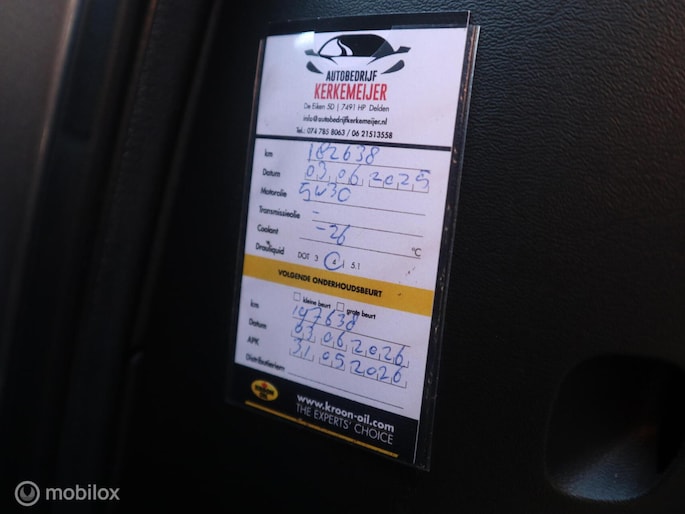 AUTOBEDRIJF
KERKEMEIJER
De Eiken 5D | 7491 HP Delden
info@autobedrijfkerkemeijer.nl
Tel.: 074 785 8063 / 06 21513558
km 182638
Datum 03 06 2025
Motorolie 5W30
Transmissieolie -
Coolant -26 °C
DOT 3 4 5.1
VOLGENDE ONDERHOUDSBEURT
kleine beurt grote beurt
km 197638
Datum 03 06 2026
APK 31 05 2026
Distributieriem
www.kroon-oil.com
THE EXPERTS' CHOICE
mobilox